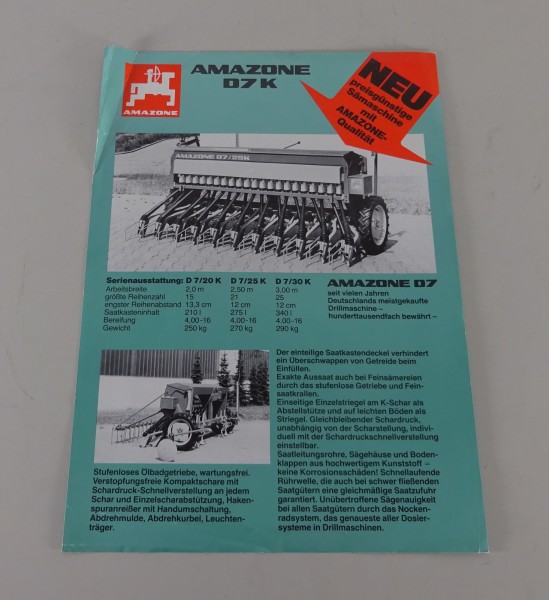 AMAZONE
AMAZONE
D7 K
NEU
preisgünstige
Sämaschine
mit
AMAZONE-
Qualität
AMAZONE D7/25K
Serienausstattung: D 7/20 K D 7/25 K D 7/30 K
Arbeitsbreite 2,0 m 2,50 m 3,00 m
größte Reihenzahl 15 21 25
engster Reihenabstand 13,3 cm 12 cm 12 cm
Saatkasteninhalt 210 l 275 l 340 l
Bereifung 4.00-16 4.00-16 4.00-16
Gewicht 250 kg 270 kg 290 kg
AMAZONE D7
seit vielen Jahren
Deutschlands meistgekaufte
Drillmaschine –
hunderttausendfach bewährt –
Stufenloses Ölbadgetriebe, wartungsfrei.
Verstopfungsfreie Kompaktschare mit
Schardruck-Schnellverstellung an jedem
Schar und Einzelscharabstützung, Haken-
spuranreißer mit Handumschaltung,
Abdrehmulde, Abdrehkurbel, Leuchten-
träger.
Der einteilige Saatkastendeckel verhindert
ein Überschwappen von Getreide beim
Einfüllen.
Exakte Aussaat auch bei Feinsämereien
durch das stufenlose Getriebe und Fein-
saatkrallen.
Einseitige Einzelstriegel am K-Schar als
Abstellstütze und auf leichten Böden als
Striegel. Gleichbleibender Schardruck,
unabhängig von der Scharstellung, indivi-
duell mit der Schardruckschnellverstellung
einstellbar.
Saatleitungsrohre, Sägehäuse und Boden-
klappen aus hochwertigem Kunststoff –
keine Korrosionsschäden! Schnellaufende
Rührwelle, die auch bei schwer fließenden
Saatgütern eine gleichmäßige Saatzufuhr
garantiert. Unübertroffene Sägenauigkeit
bei allen Saatgütern durch das Nocken-
radsystem, das genaueste aller Dosier-
systeme in Drillmaschinen.